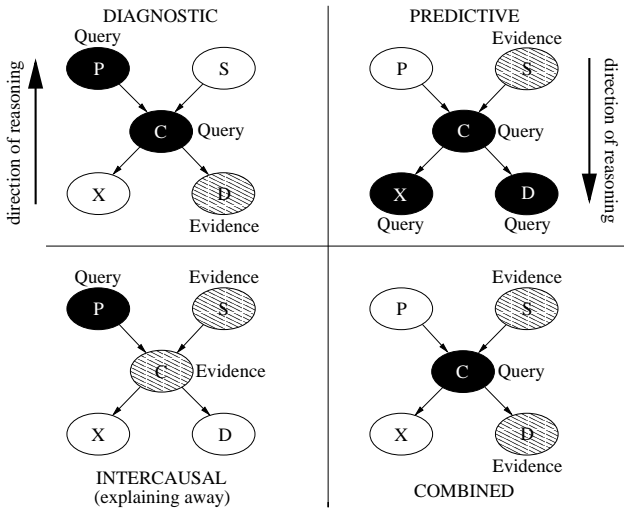 DIAGNOSTIC
Query
P
S
direction of reasoning
C
Query
X
D
Evidence
PREDICTIVE
Evidence
P
S
direction of reasoning
C
Query
X
D
Query
Query
Query
Evidence
P
S
C
Evidence
X
D
INTERCAUSAL
(explaining away)
Evidence
P
S
C
Query
X
D
Evidence
COMBINED